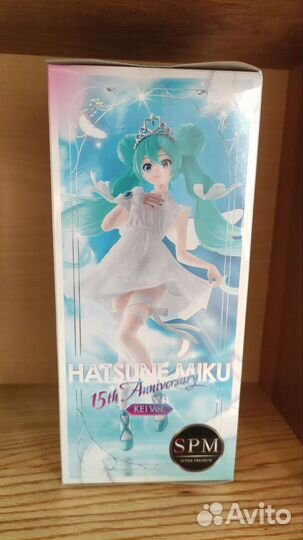 HATSUNE MIKU
15th Anniversary
KEI Ver.
SPM
SUPER PREMIUM
Avito